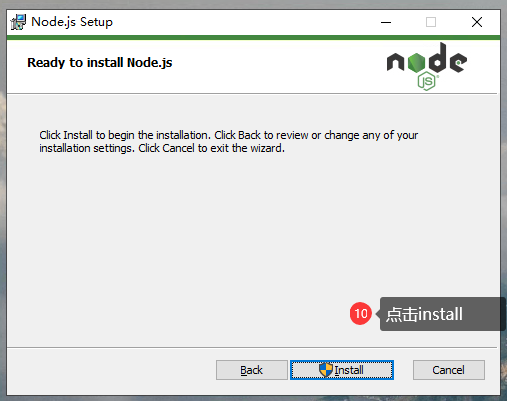 Node.js Setup
Ready to install Node.js
node
JS
Click Install to begin the installation. Click Back to review or change any of your
installation settings. Click Cancel to exit the wizard.
10 点击install
Back Install Cancel